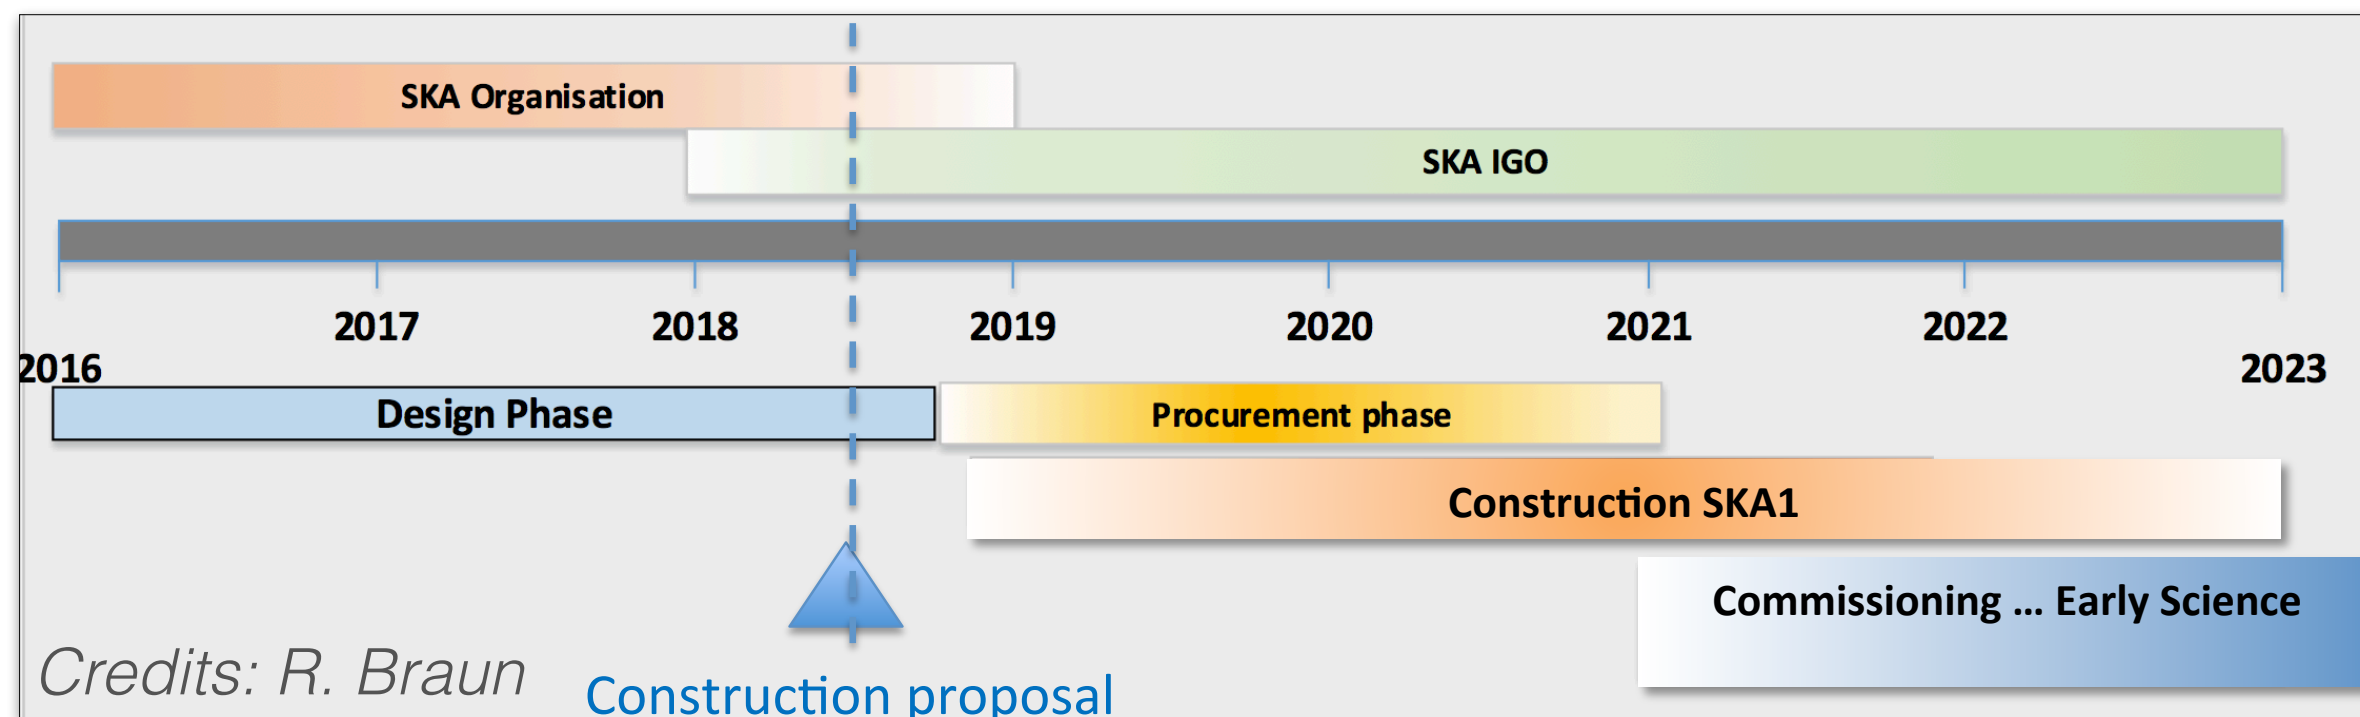 SKA Organisation
SKA IGO
2017 2018 2019 2020 2021 2022
2016 2023
Design Phase Procurement phase
Construction SKA1
Commissioning ... Early Science
Credits: R. Braun
Construction proposal